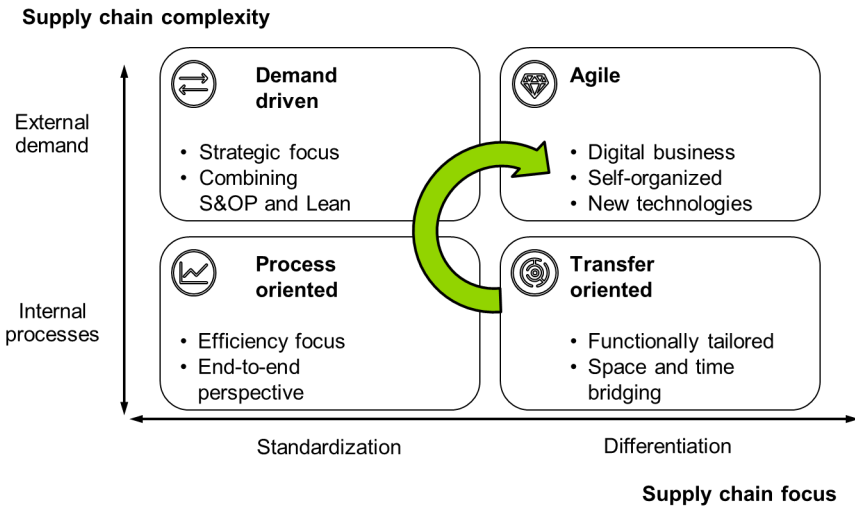 Supply chain complexity
External
demand
Demand
driven
• Strategic focus
• Combining
S&OP and Lean
Agile
• Digital business
• Self-organized
• New technologies
Internal
processes
Process
oriented
• Efficiency focus
• End-to-end
perspective
Transfer
oriented
• Functionally tailored
• Space and time
bridging
Standardization
Differentiation
Supply chain focus